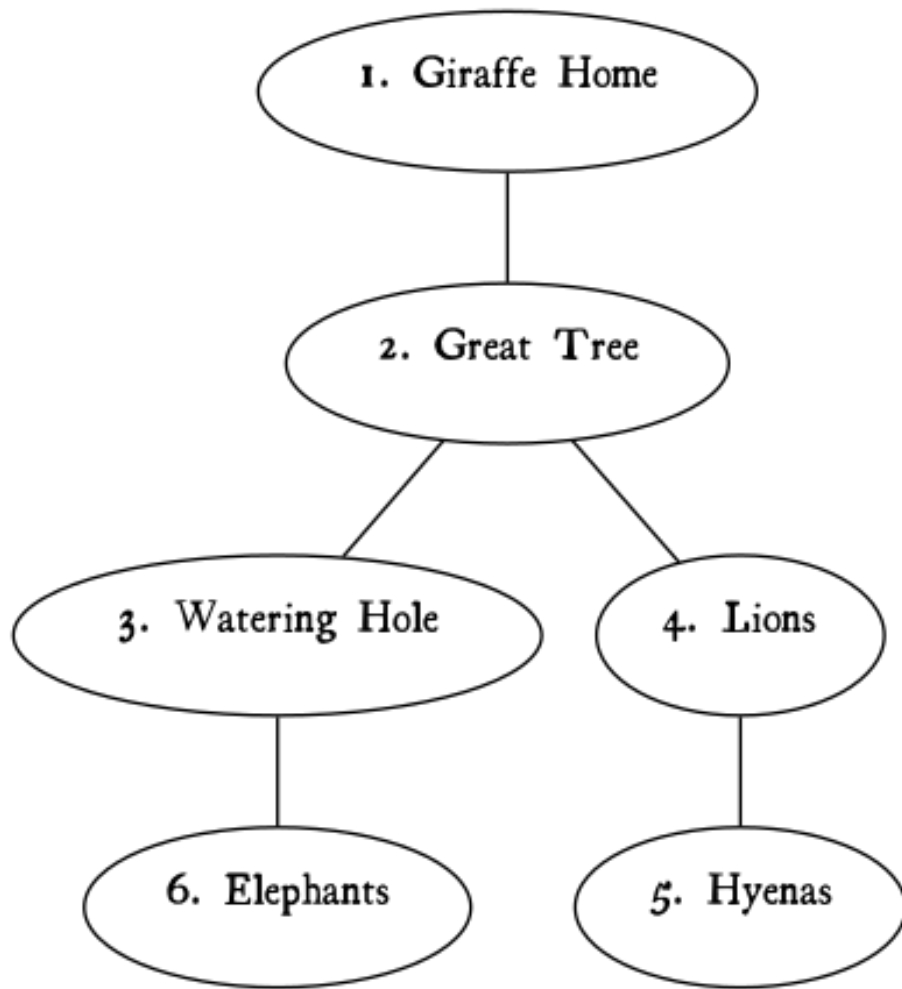 1. Giraffe Home
2. Great Tree
3. Watering Hole
4. Lions
6. Elephants
5. Hyenas